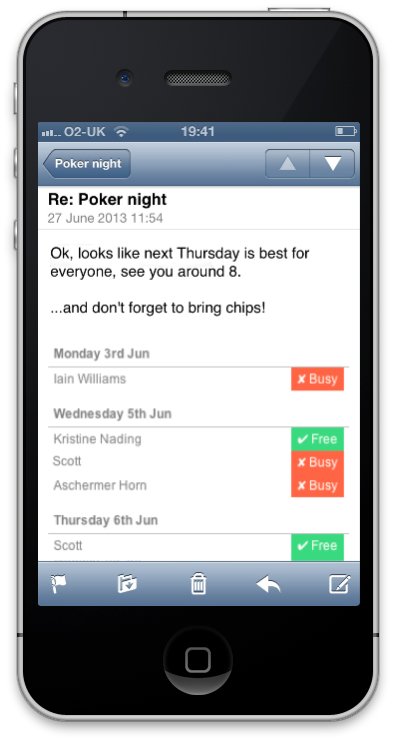 O2-UK 19:41
Poker night
Re: Poker night
27 June 2013 11:54
Ok, looks like next Thursday is best for
everyone, see you around 8.
...and don't forget to bring chips!
Monday 3rd Jun
Iain Williams ✘ Busy
Wednesday 5th Jun
Kristine Nading ✔ Free
Scott ✘ Busy
Aschermer Horn ✘ Busy
Thursday 6th Jun
Scott ✔ Free